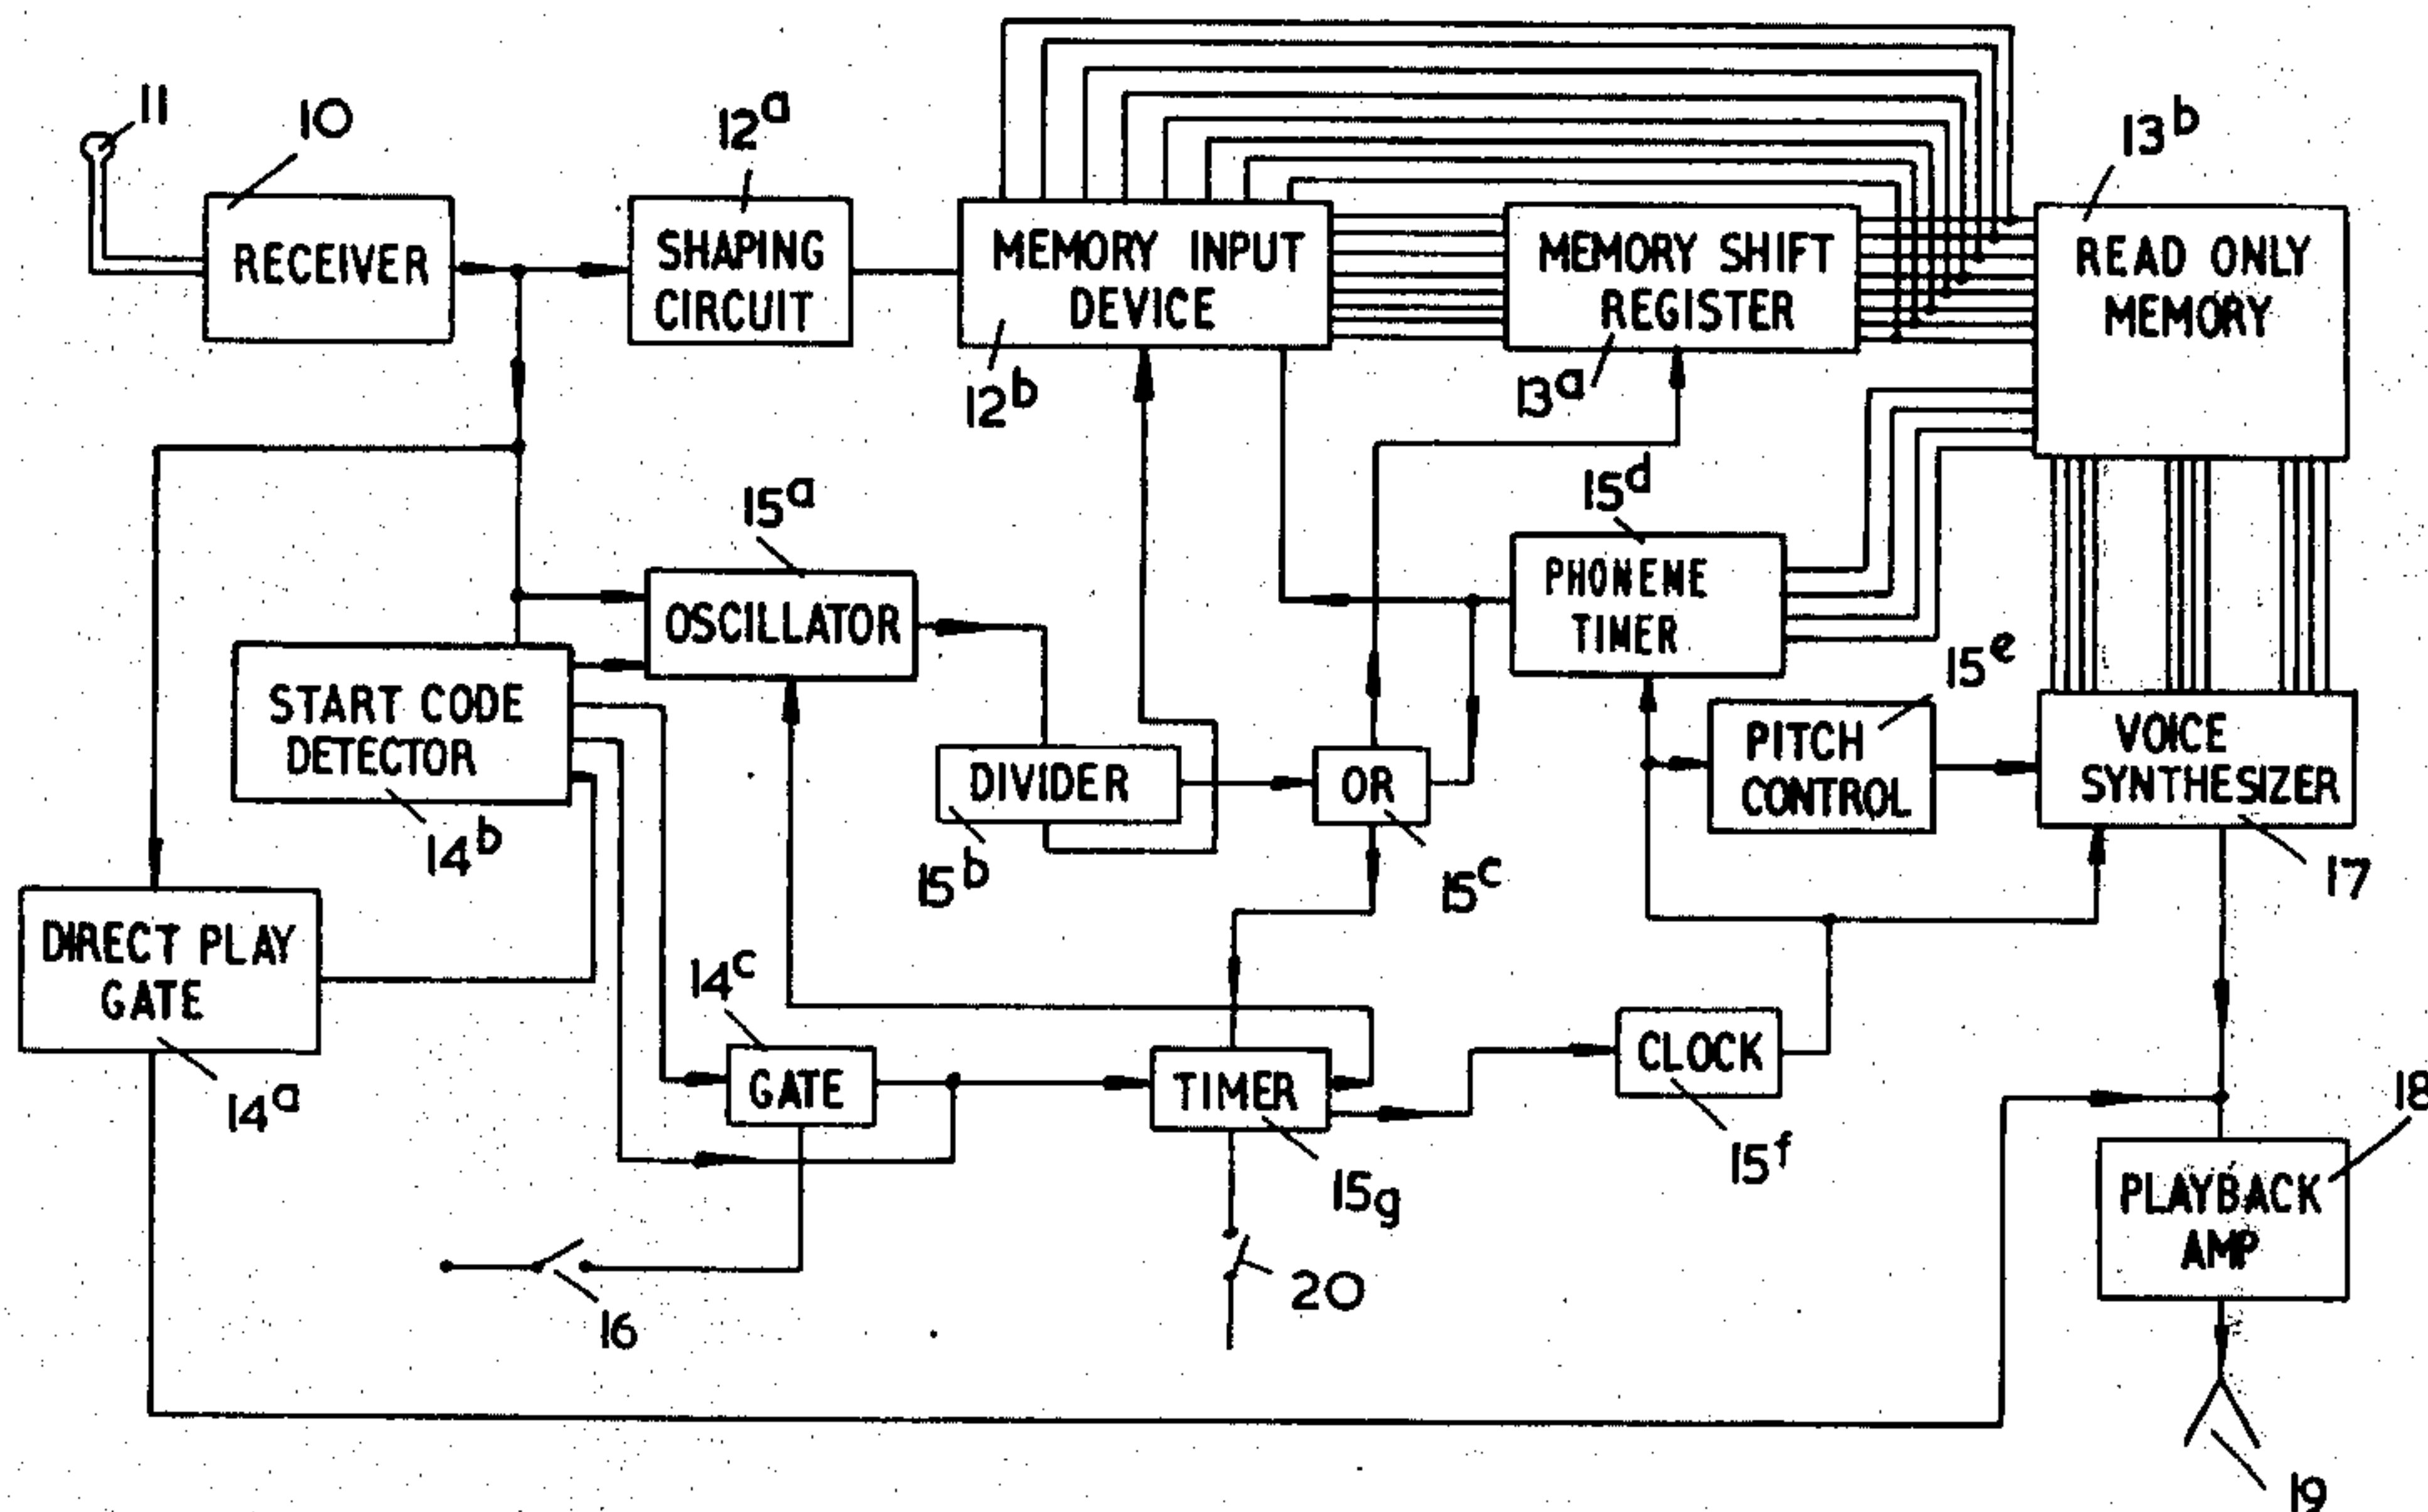 11
10
12a
13b
RECEIVER
SHAPING
CIRCUIT
MEMORY INPUT
DEVICE
MEMORY SHIFT
REGISTER
READ ONLY
MEMORY
12b
13a
15a
15d
OSCILLATOR
PHONEME
TIMER
15e
START CODE
DETECTOR
DIVIDER
OR
PITCH
CONTROL
VOICE
SYNTHESIZER
14b
15b
15c
17
DIRECT PLAY
GATE
14c
GATE
TIMER
CLOCK
14a
15g
15f
18
PLAYBACK
AMP
16
20
19